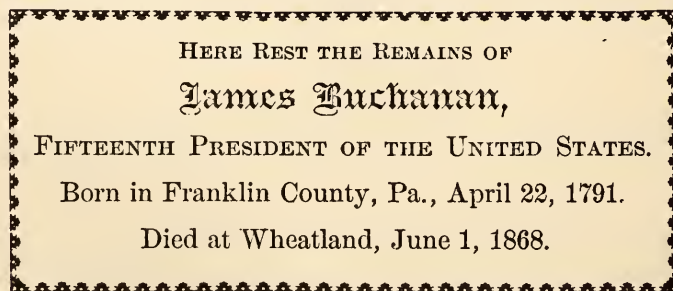 HERE REST THE REMAINS OF
James Buchanan,
FIFTEENTH PRESIDENT OF THE UNITED STATES.
Born in Franklin County, Pa., April 22, 1791.
Died at Wheatland, June 1, 1868.